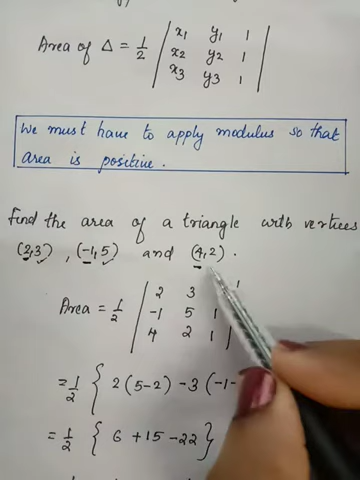 Area of Δ = 1/2 | x1 y1 1 |
| x2 y2 1 |
| x3 y3 1 |
We must have to apply modulus so that
area is positive.
Find the area of a triangle with vertices
(2,3), (-1,5) and (4,2).
Area = 1/2 | 2 3 1 |
| -1 5 1 |
| 4 2 1 |
= 1/2 { 2(5-2) -3(-1-
= 1/2 { 6 +15 -22 }